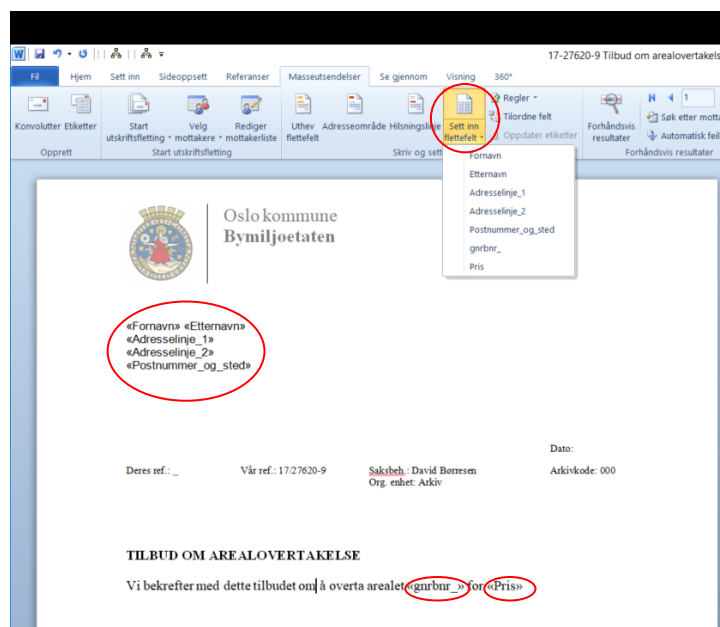 17-27620-9 Tilbud om arealovertakels
Fil Hjem Sett inn Sideoppsett Referanser Masseutsendelser Se gjennom Visning 360°
Konvolutter Etiketter
Start utskriftsfletting
Velg mottakere
Rediger mottakerliste
Uthev flettefelt
Adresseområde Hilsningslinje
Sett inn flettefelt
Regler
Tilordne felt
Oppdater etiketter
Forhåndsvis resultater
1
Søk etter motta
Automatisk feil
Opprett Start utskriftsfletting Skriv og sett Forhåndsvis resultater
Fornavn
Etternavn
Adresselinje_1
Adresselinje_2
Postnummer_og_sted
gnrbnr_
Pris
Oslo kommune
Bymiljøetaten
«Fornavn» «Etternavn»
«Adresselinje_1»
«Adresselinje_2»
«Postnummer_og_sted»
Dato:
Deres ref.: _ Vår ref.: 17/27620-9 Saksbeh.: David Børresen Arkivkode: 000
Org. enhet: Arkiv
TILBUD OM AREALOVERTAKELSE
Vi bekrefter med dette tilbudet om å overta arealet «gnrbnr_» for «Pris»